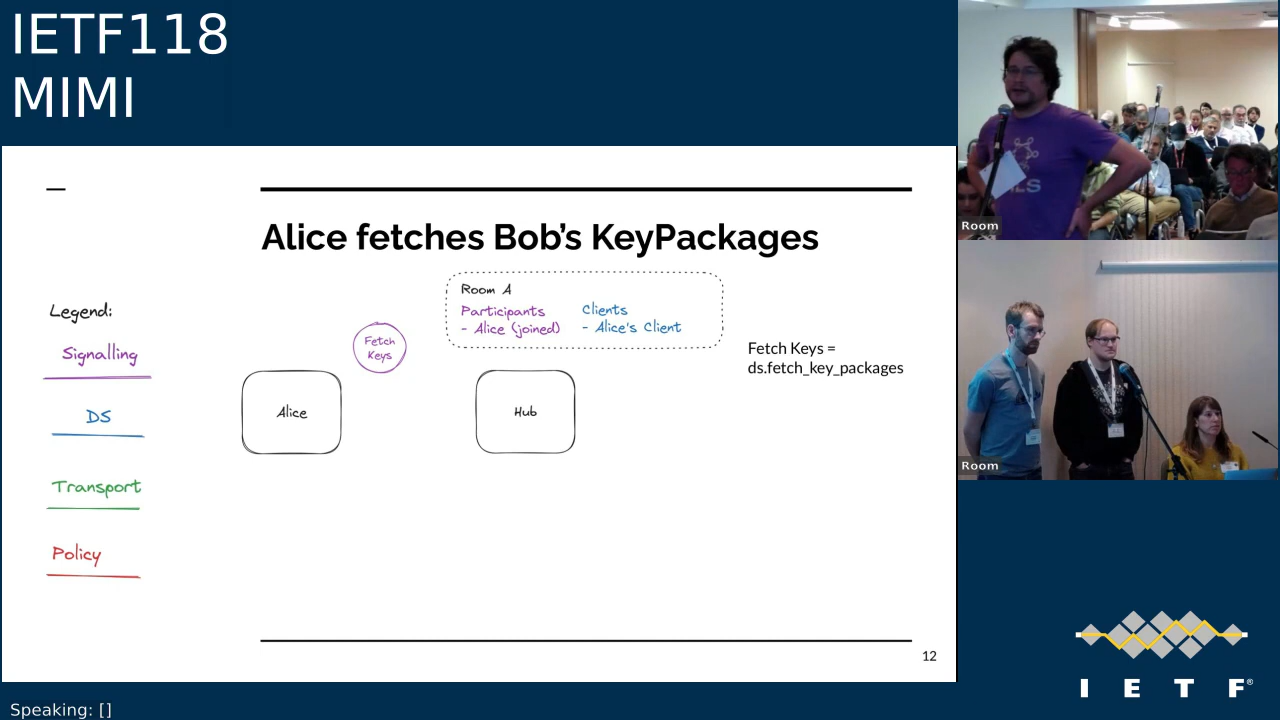 IETF118
MIMI
Alice fetches Bob's KeyPackages
Legend:
Signalling
DS
Transport
Policy
Room A
Participants
- Alice (joined)
Clients
- Alice's Client
Fetch
Keys
Alice
Hub
Fetch Keys =
ds.fetch_key_packages
12
Room
Room
I E T F®
Speaking: []